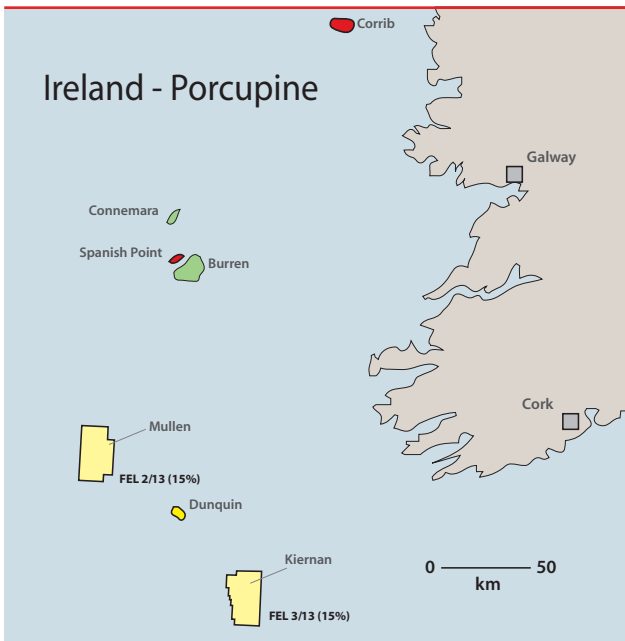 Corrib
Ireland - Porcupine
Galway
Connemara
Spanish Point
Burren
Cork
Mullen
FEL 2/13 (15%)
Dunquin
Kiernan
0 50
km
FEL 3/13 (15%)